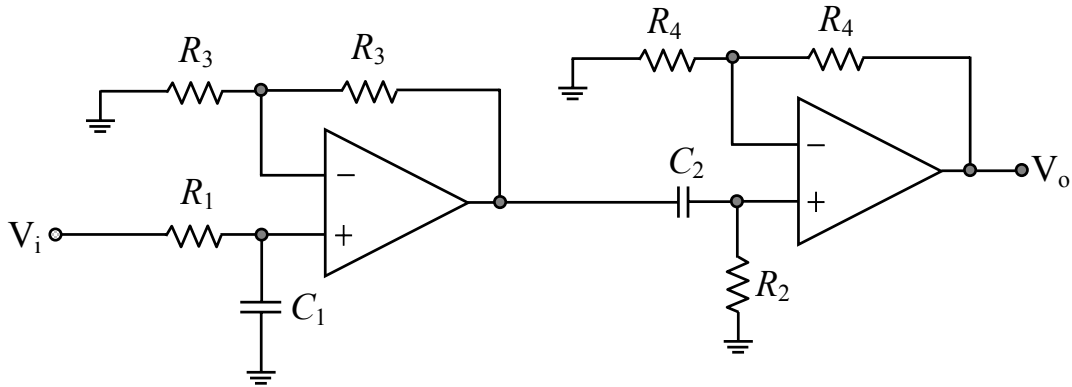 R₄
R₄
R₃
R₃
−
C₂
Vₒ
−
R₁
+
Vᵢ
+
R₂
C₁